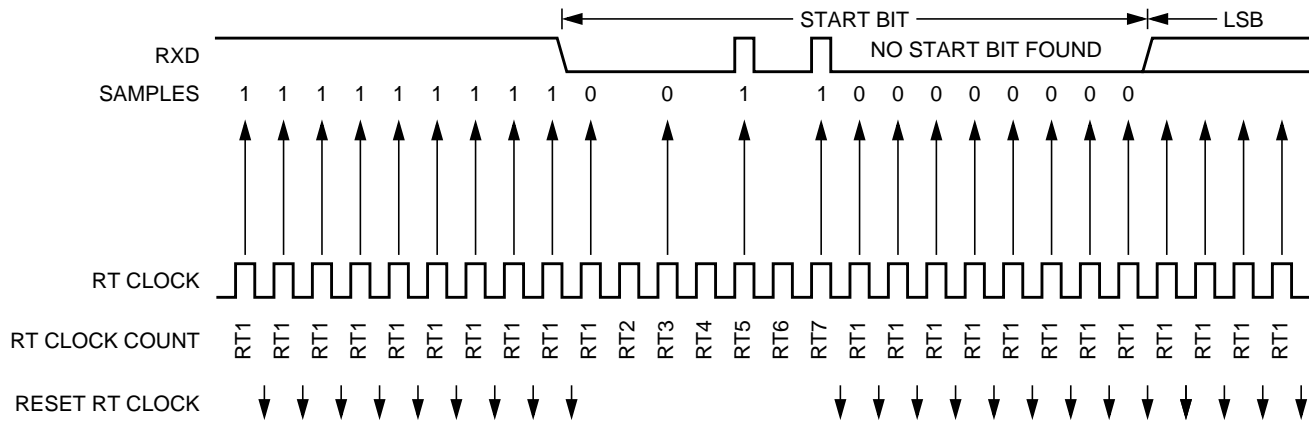 START BIT
LSB
RXD
NO START BIT FOUND
SAMPLES 1 1 1 1 1 1 1 1 1 0 0 1 1 0 0 0 0 0 0 0 0
RT CLOCK
RT CLOCK COUNT RT1 RT1 RT1 RT1 RT1 RT1 RT1 RT1 RT1 RT1 RT2 RT3 RT4 RT5 RT6 RT7 RT1 RT1 RT1 RT1 RT1 RT1 RT1 RT1 RT1 RT1 RT1 RT1
RESET RT CLOCK